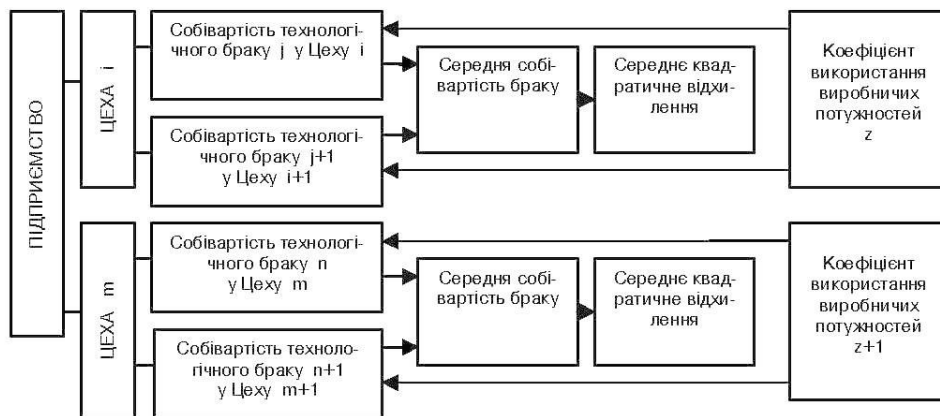 ПІДПРИЄМСТВО
ЦЕХА i
Собівартість технологі-
чного браку j у Цеху i
Собівартість технологі-
чного браку j+1
у Цеху i+1
Середня собі-
вартість браку
Середнє квад-
ратичне відхи-
лення
Коефіцієнт
використання
виробничих
потужностей
z
ЦЕХА m
Собівартість технологі-
чного браку n
у Цеху m
Собівартість техноло-
гічного браку n+1
у Цеху m+1
Середня собі-
вартість браку
Середнє квад-
ратичне відхи-
лення
Коефіцієнт
використання
виробничих
потужностей
z+1